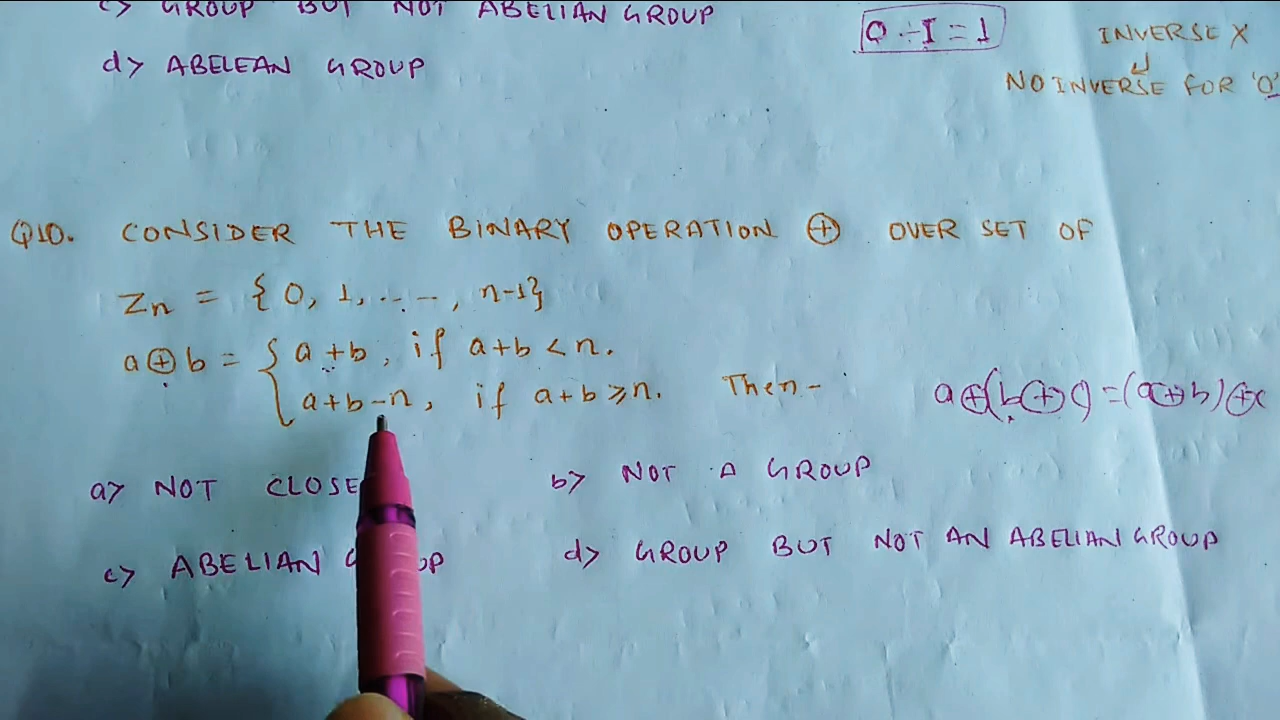 c> GROUP BUT NOT ABELIAN GROUP
d> ABELEAN GROUP
0 - I = 1
INVERSE X
NO INVERSE FOR '0'
Q10. CONSIDER THE BINARY OPERATION ⊕ OVER SET OF
Zn = {0, 1, ..--, n-1}
a⊕b = { a+b, if a+b < n.
a+b-n, if a+b ≥ n. Then -
a⊕(b⊕c) = (a⊕b)⊕c
a> NOT CLOSE
b> NOT A GROUP
c> ABELIAN G UP
d> GROUP BUT NOT AN ABELIAN GROUP